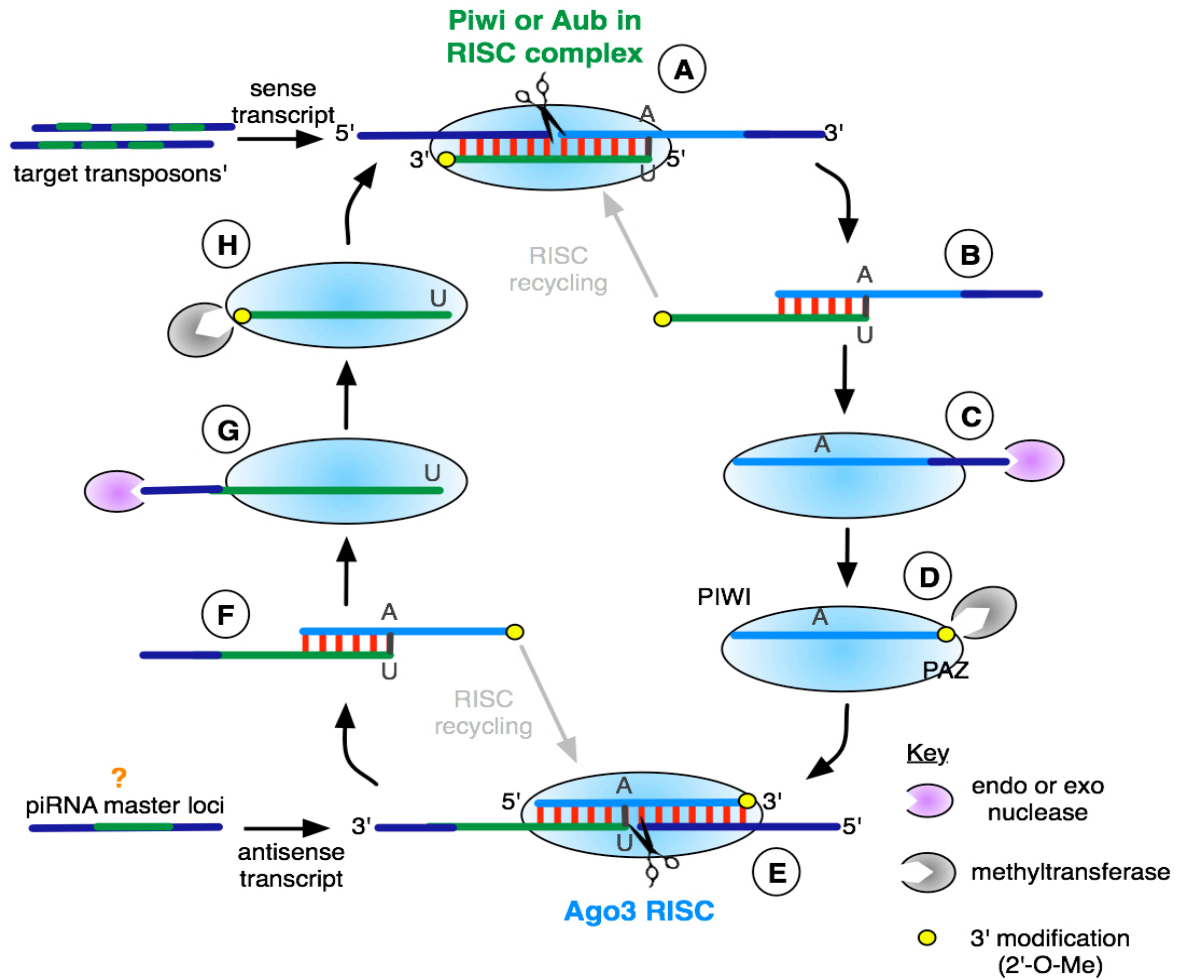 Piwi or Aub in
RISC complex
A
sense
transcript
A
5'
3'
target transposons'
3'
U
5'
H
RISC
recycling
B
A
U
U
G
C
A
U
D
PIWI
A
PAZ
F
A
U
RISC
recycling
?
piRNA master loci
antisense
transcript
5'
A
3'
3'
U
5'
E
Ago3 RISC
Key
endo or exo
nuclease
methyltransferase
3' modification
(2'-O-Me)